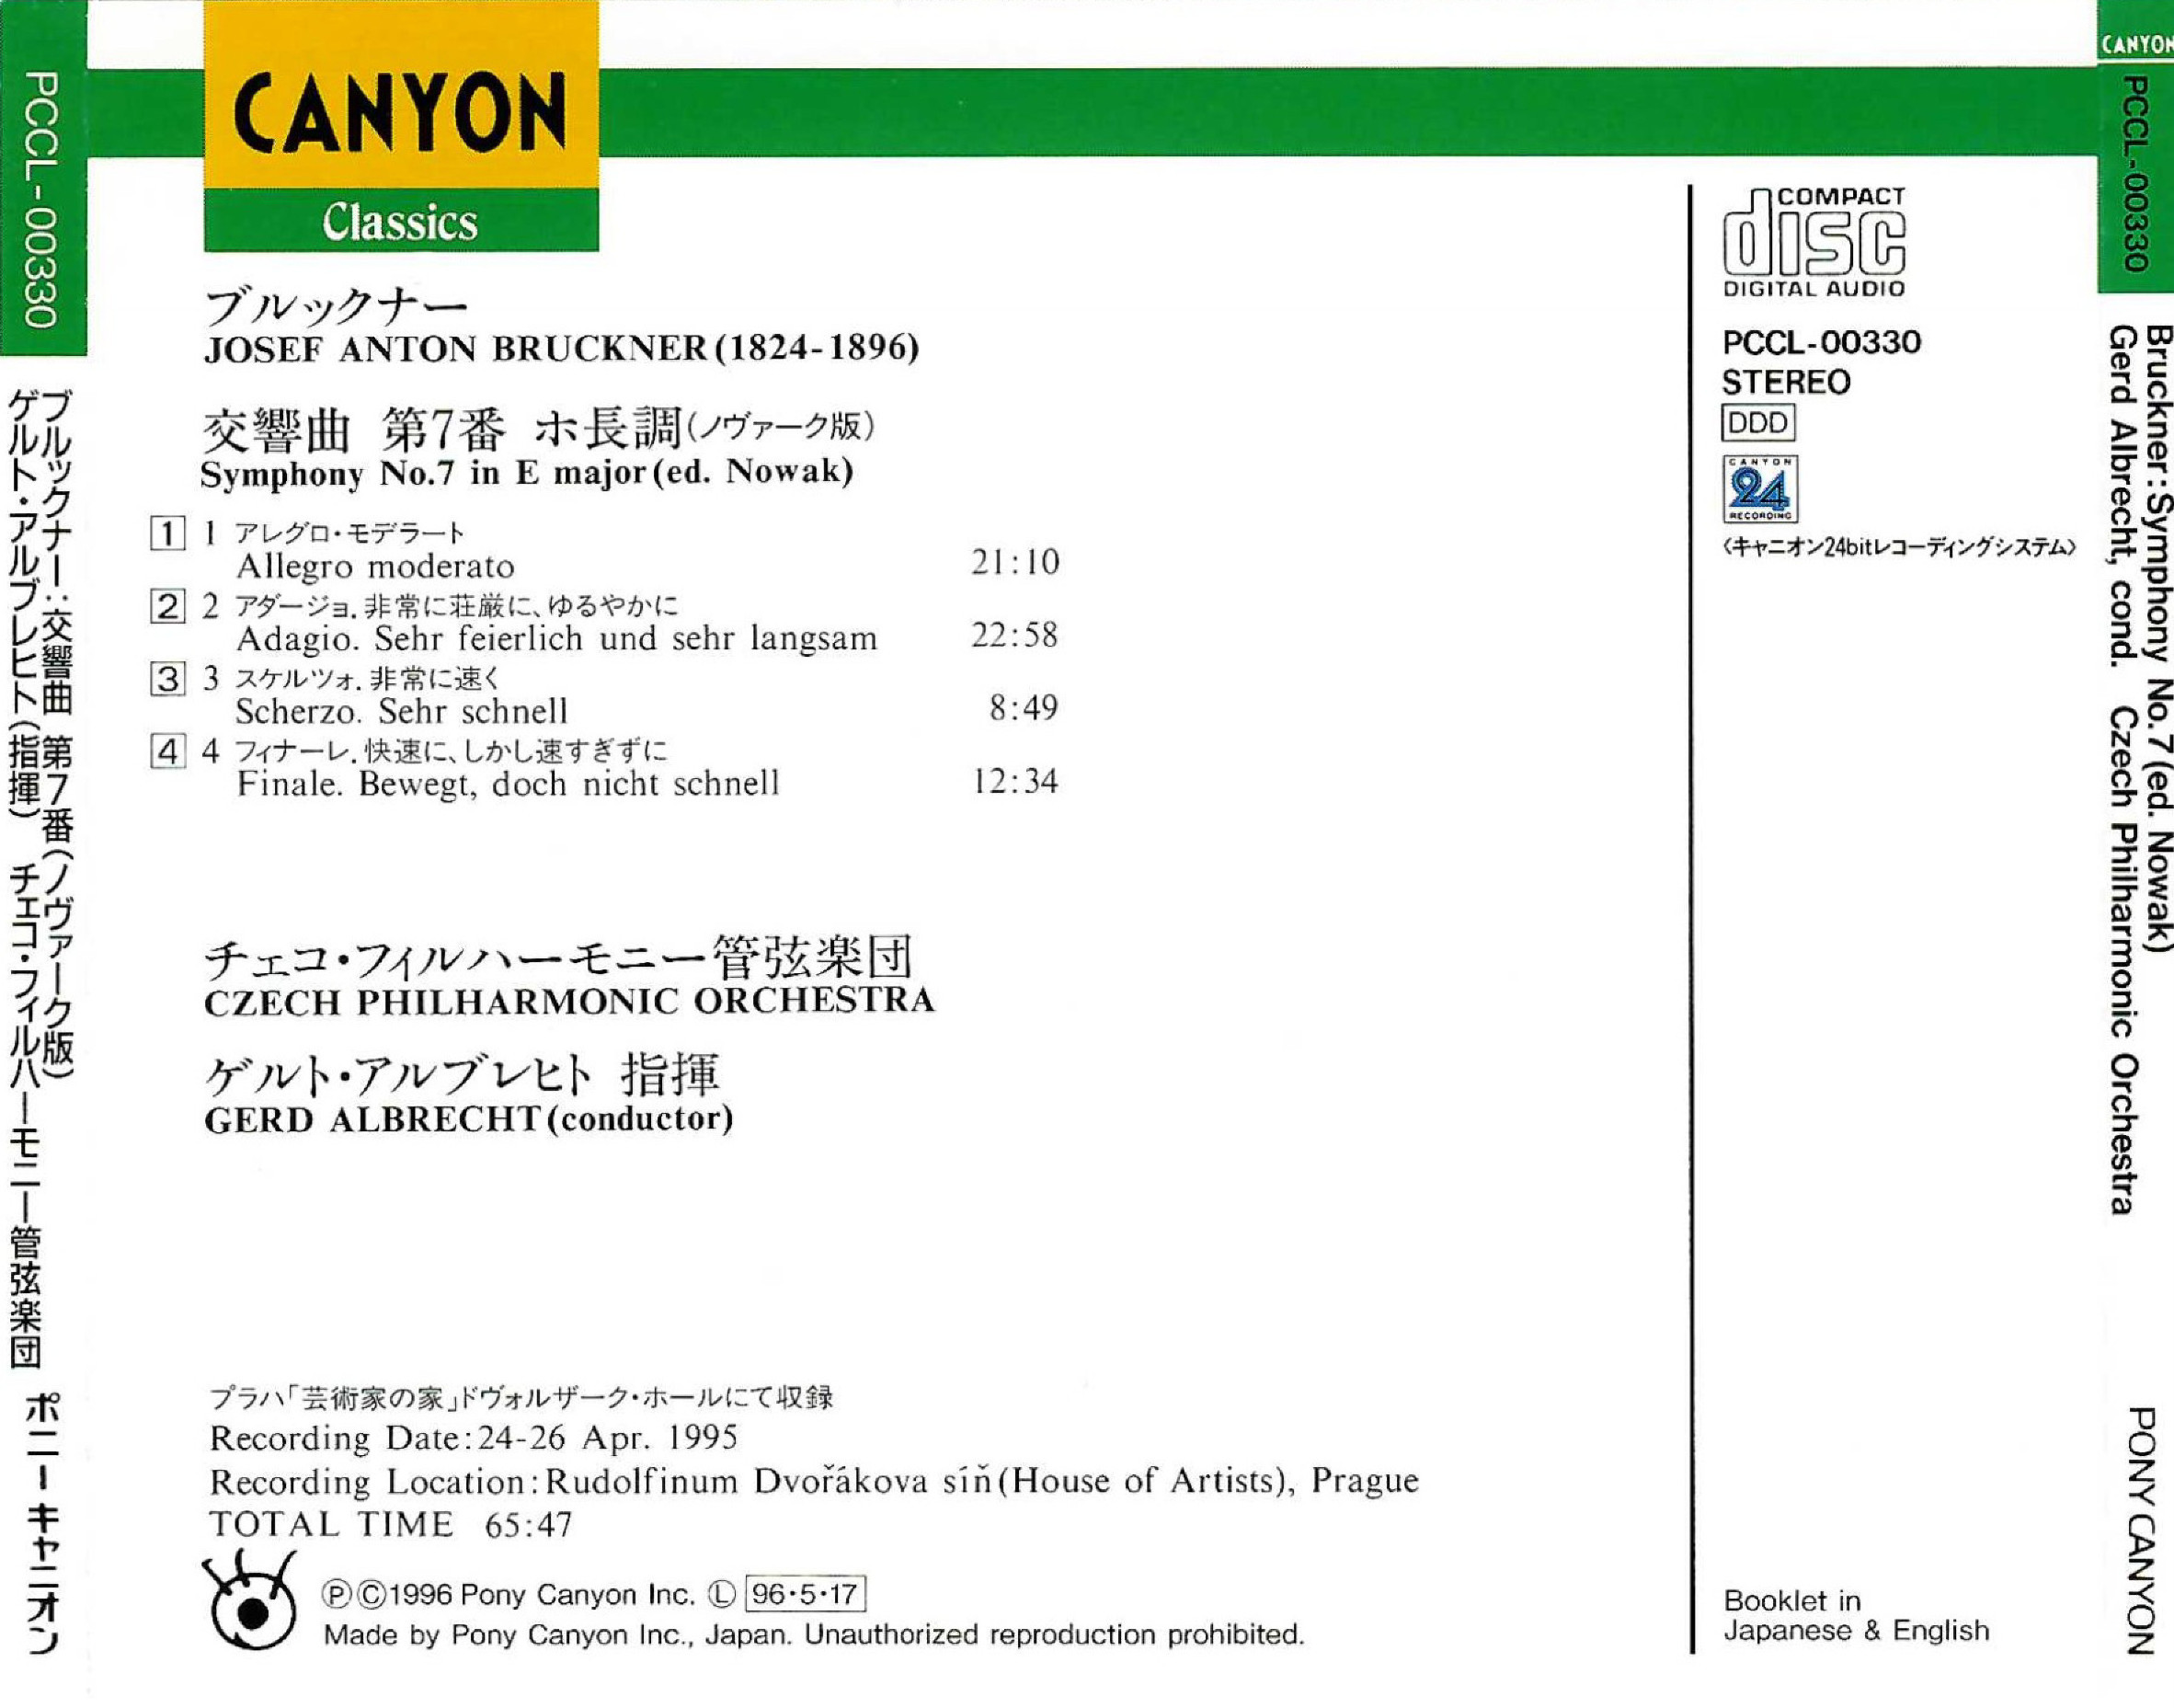 PCCL-00330
ブルックナー:交響曲 第7番(ノヴァーク版)
ゲルト・アルブレヒト(指揮) チェコ・フィルハーモニー管弦楽団
ポニーキャニオン
CANYON
Classics
ブルックナー
JOSEF ANTON BRUCKNER(1824-1896)
交響曲 第7番 ホ長調(ノヴァーク版)
Symphony No.7 in E major(ed. Nowak)
1 1 アレグロ・モデラート
Allegro moderato 21:10
2 2 アダージョ.非常に荘厳に、ゆるやかに
Adagio. Sehr feierlich und sehr langsam 22:58
3 3 スケルツォ.非常に速く
Scherzo. Sehr schnell 8:49
4 4 フィナーレ.快速に、しかし速すぎずに
Finale. Bewegt, doch nicht schnell 12:34
チェコ・フィルハーモニー管弦楽団
CZECH PHILHARMONIC ORCHESTRA
ゲルト・アルブレヒト 指揮
GERD ALBRECHT(conductor)
プラハ「芸術家の家」ドヴォルザーク・ホールにて収録
Recording Date:24-26 Apr. 1995
Recording Location:Rudolfinum Dvořákova síň(House of Artists), Prague
TOTAL TIME 65:47
Ⓟ©1996 Pony Canyon Inc. Ⓛ 96・5・17
Made by Pony Canyon Inc., Japan. Unauthorized reproduction prohibited.
COMPACT
disc
DIGITAL AUDIO
PCCL-00330
STEREO
DDD
CANYON
24
RECORDING
〈キャニオン24bitレコーディングシステム〉
Booklet in
Japanese & English
CANYON
PCCL-00330
Bruckner:Symphony No.7 (ed. Nowak)
Gerd Albrecht, cond. Czech Philharmonic Orchestra
PONY CANYON